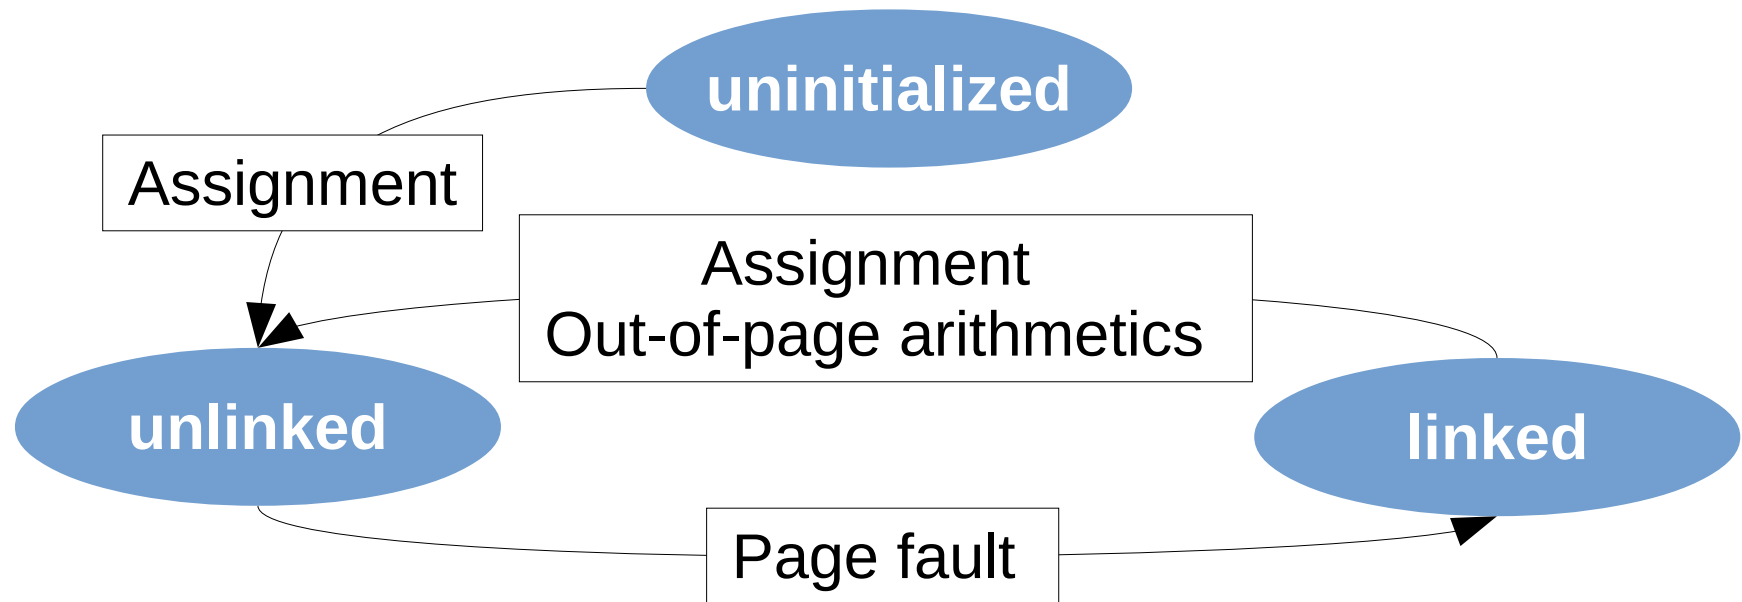 uninitialized
Assignment
Assignment
Out-of-page arithmetics
unlinked
linked
Page fault